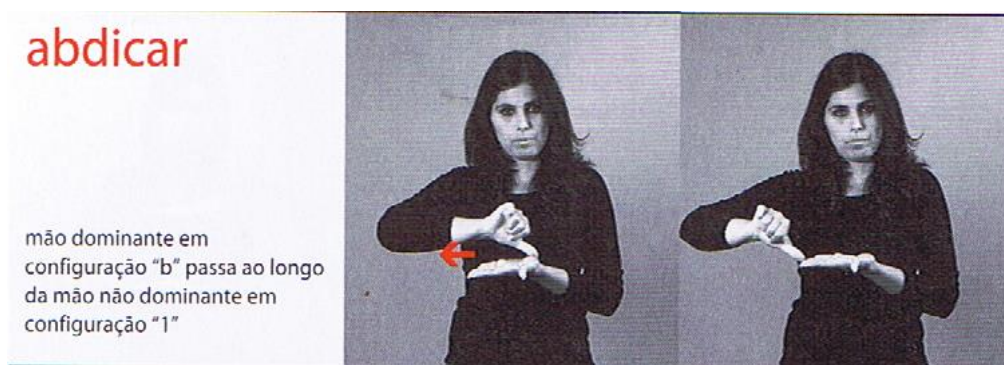 abdicar
mão dominante em
configuração “b” passa ao longo
da mão não dominante em
configuração “1”